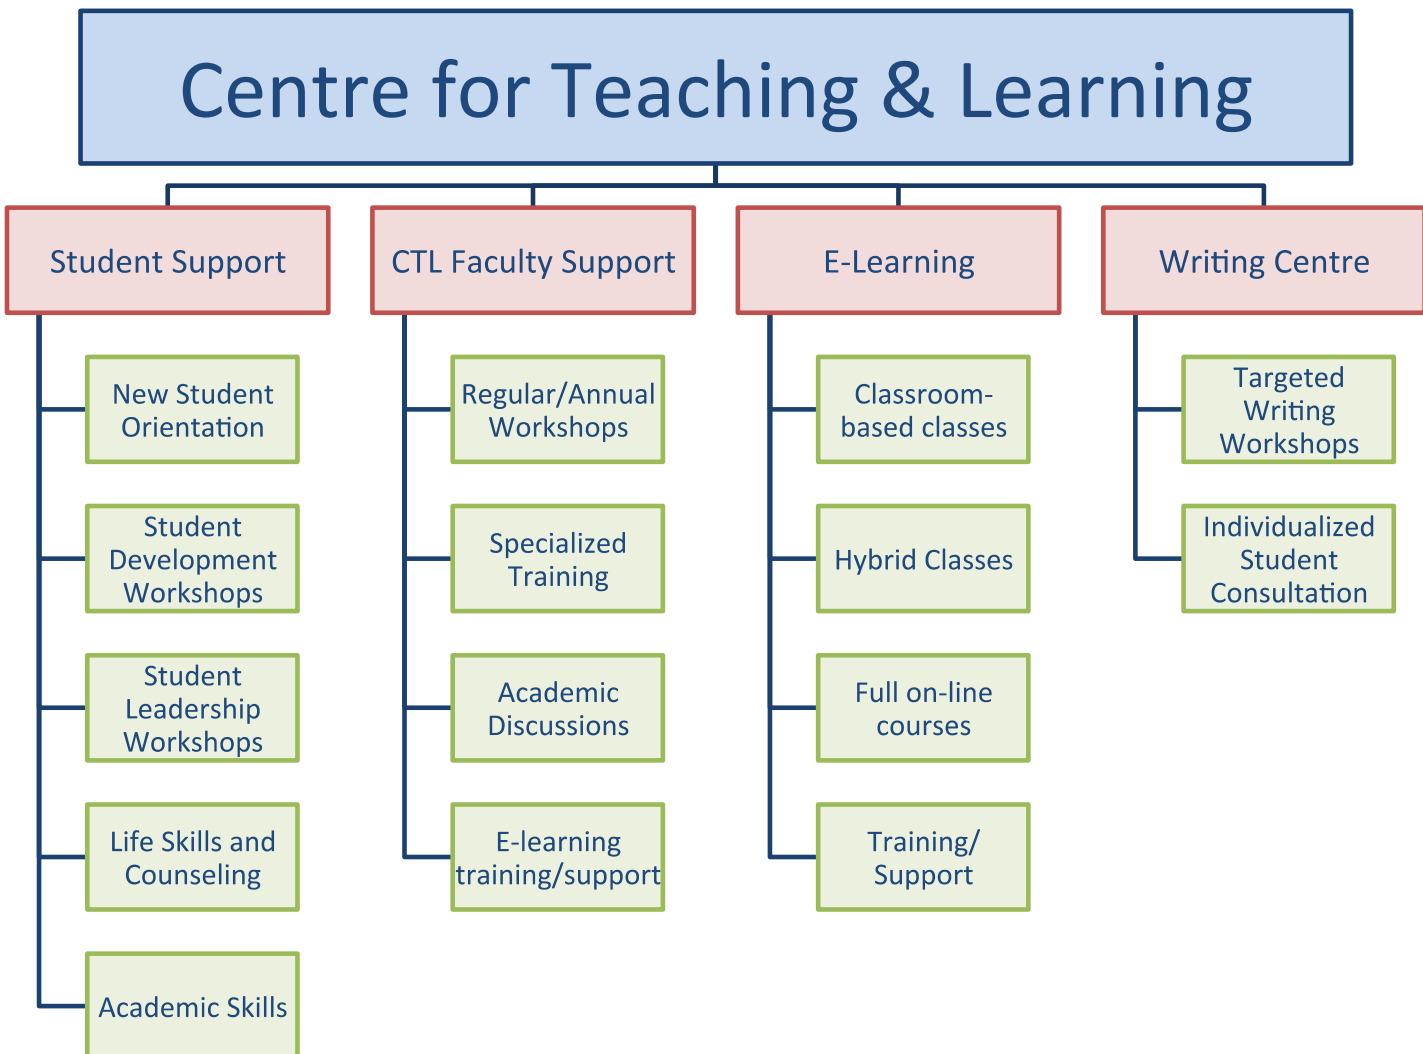 Centre for Teaching & Learning
Student Support
New Student
Orientation
Student
Development
Workshops
Student
Leadership
Workshops
Life Skills and
Counseling
Academic Skills
CTL Faculty Support
Regular/Annual
Workshops
Specialized
Training
Academic
Discussions
E-learning
training/support
E-Learning
Classroom-
based classes
Hybrid Classes
Full on-line
courses
Training/
Support
Writing Centre
Targeted
Writing
Workshops
Individualized
Student
Consultation